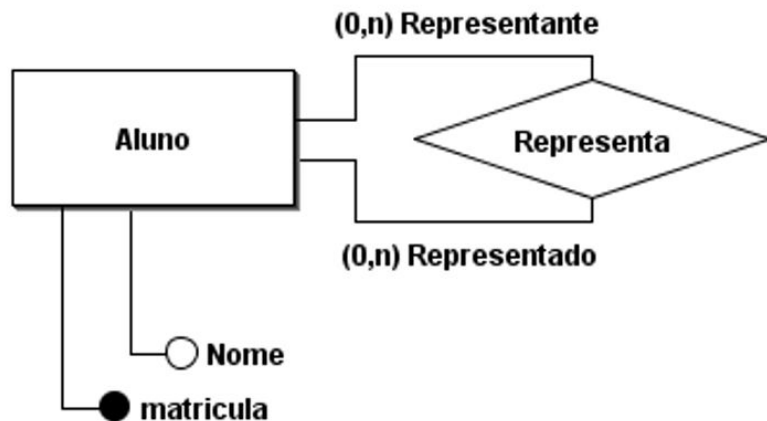 (0,n) Representante
Aluno
Representa
(0,n) Representado
Nome
matricula